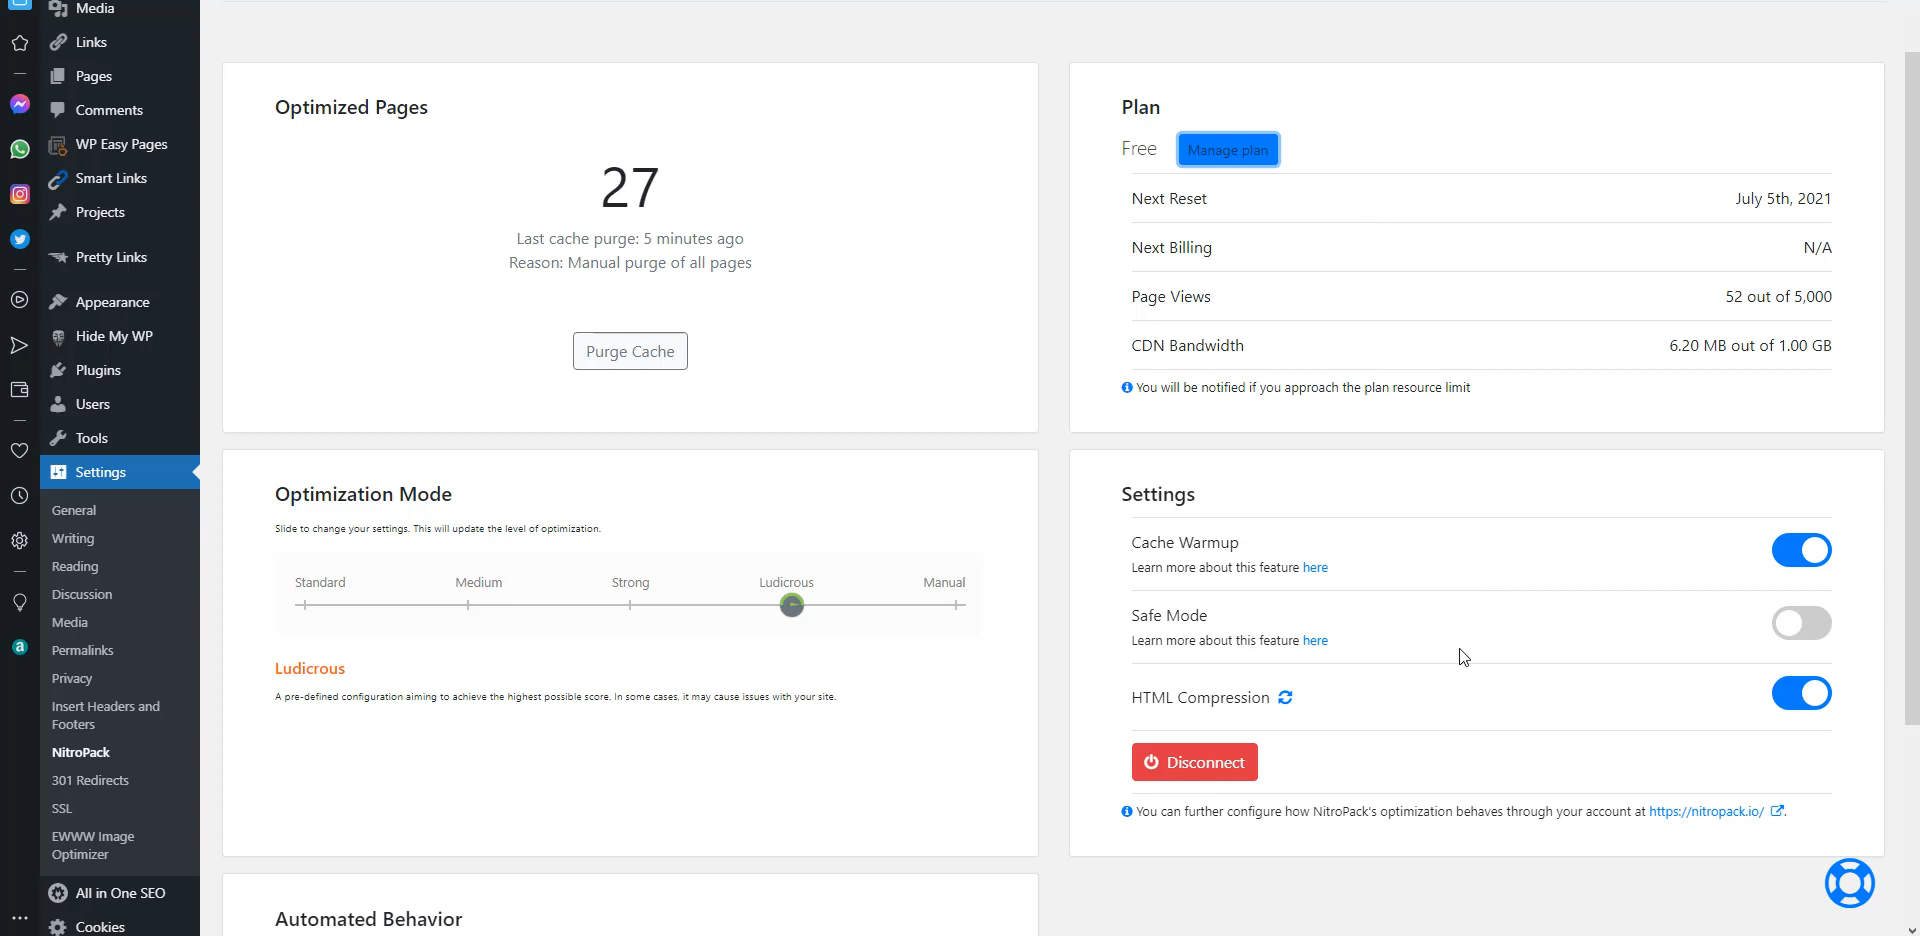 Media
Links
Pages
Comments
WP Easy Pages
Smart Links
Projects
Pretty Links
Appearance
Hide My WP
Plugins
Users
Tools
Settings
General
Writing
Reading
Discussion
Media
Permalinks
Privacy
Insert Headers and
Footers
NitroPack
301 Redirects
SSL
EWWW Image
Optimizer
All in One SEO
Cookies
Optimized Pages
27
Last cache purge: 5 minutes ago
Reason: Manual purge of all pages
Purge Cache
Plan
Free Manage plan
Next Reset July 5th, 2021
Next Billing N/A
Page Views 52 out of 5,000
CDN Bandwidth 6.20 MB out of 1.00 GB
You will be notified if you approach the plan resource limit
Optimization Mode
Slide to change your settings. This will update the level of optimization.
Standard Medium Strong Ludicrous Manual
Ludicrous
A pre-defined configuration aiming to achieve the highest possible score. In some cases, it may cause issues with your site.
Settings
Cache Warmup
Learn more about this feature here
Safe Mode
Learn more about this feature here
HTML Compression
Disconnect
You can further configure how NitroPack's optimization behaves through your account at https://nitropack.io/ .
Automated Behavior